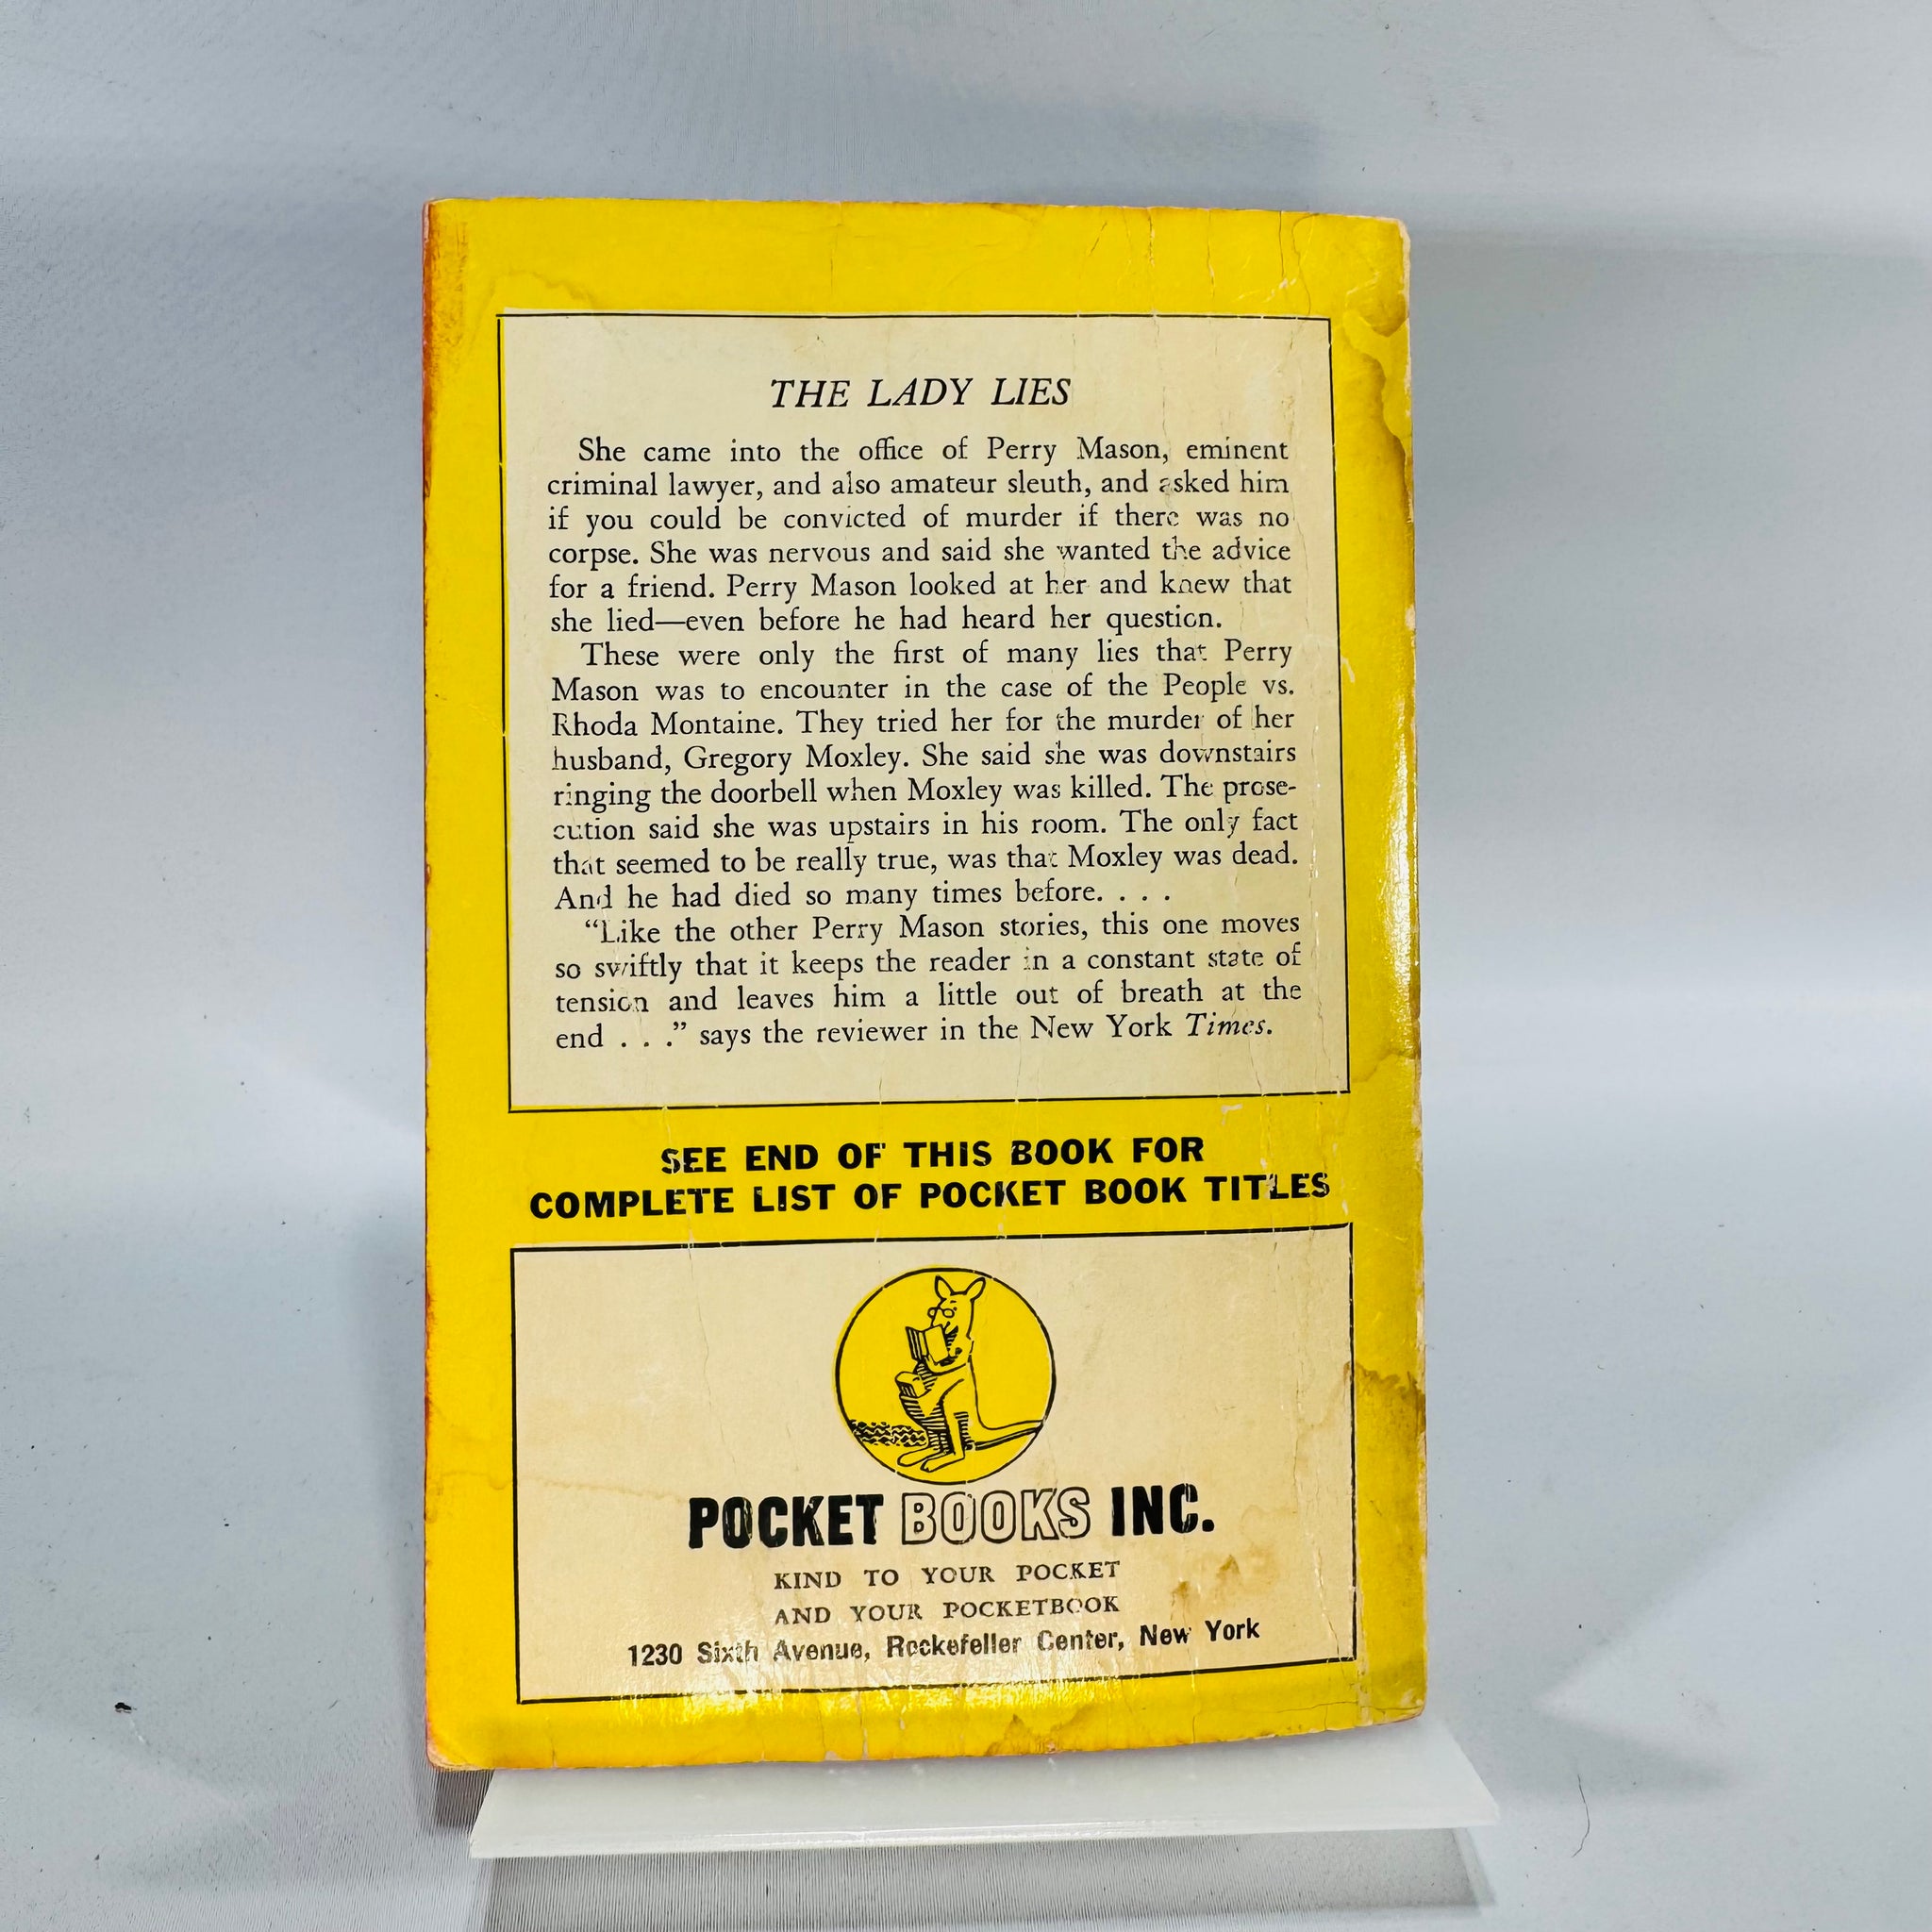 THE LADY LIES
She came into the office of Perry Mason, eminent
criminal lawyer, and also amateur sleuth, and asked him
if you could be convicted of murder if there was no
corpse. She was nervous and said she wanted the advice
for a friend. Perry Mason looked at her and knew that
she lied—even before he had heard her question.
These were only the first of many lies that Perry
Mason was to encounter in the case of the People vs.
Rhoda Montaine. They tried her for the murder of her
husband, Gregory Moxley. She said she was downstairs
ringing the doorbell when Moxley was killed. The prose-
cution said she was upstairs in his room. The only fact
that seemed to be really true, was that Moxley was dead.
And he had died so many times before. . . .
“Like the other Perry Mason stories, this one moves
so swiftly that it keeps the reader in a constant state of
tension and leaves him a little out of breath at the
end . . .” says the reviewer in the New York Times.
SEE END OF THIS BOOK FOR
COMPLETE LIST OF POCKET BOOK TITLES
POCKET BOOKS INC.
KIND TO YOUR POCKET
AND YOUR POCKETBOOK
1230 Sixth Avenue, Rockefeller Center, New York